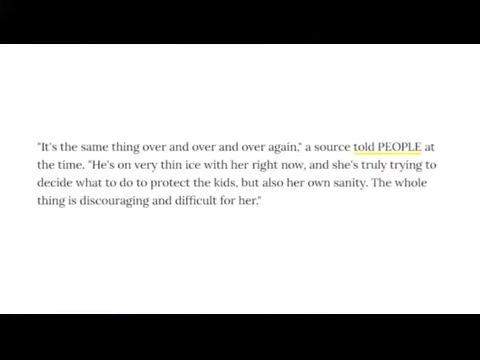 "It's the same thing over and over and over again," a source told PEOPLE at
the time. "He's on very thin ice with her right now, and she's truly trying to
decide what to do to protect the kids, but also her own sanity. The whole
thing is discouraging and difficult for her."